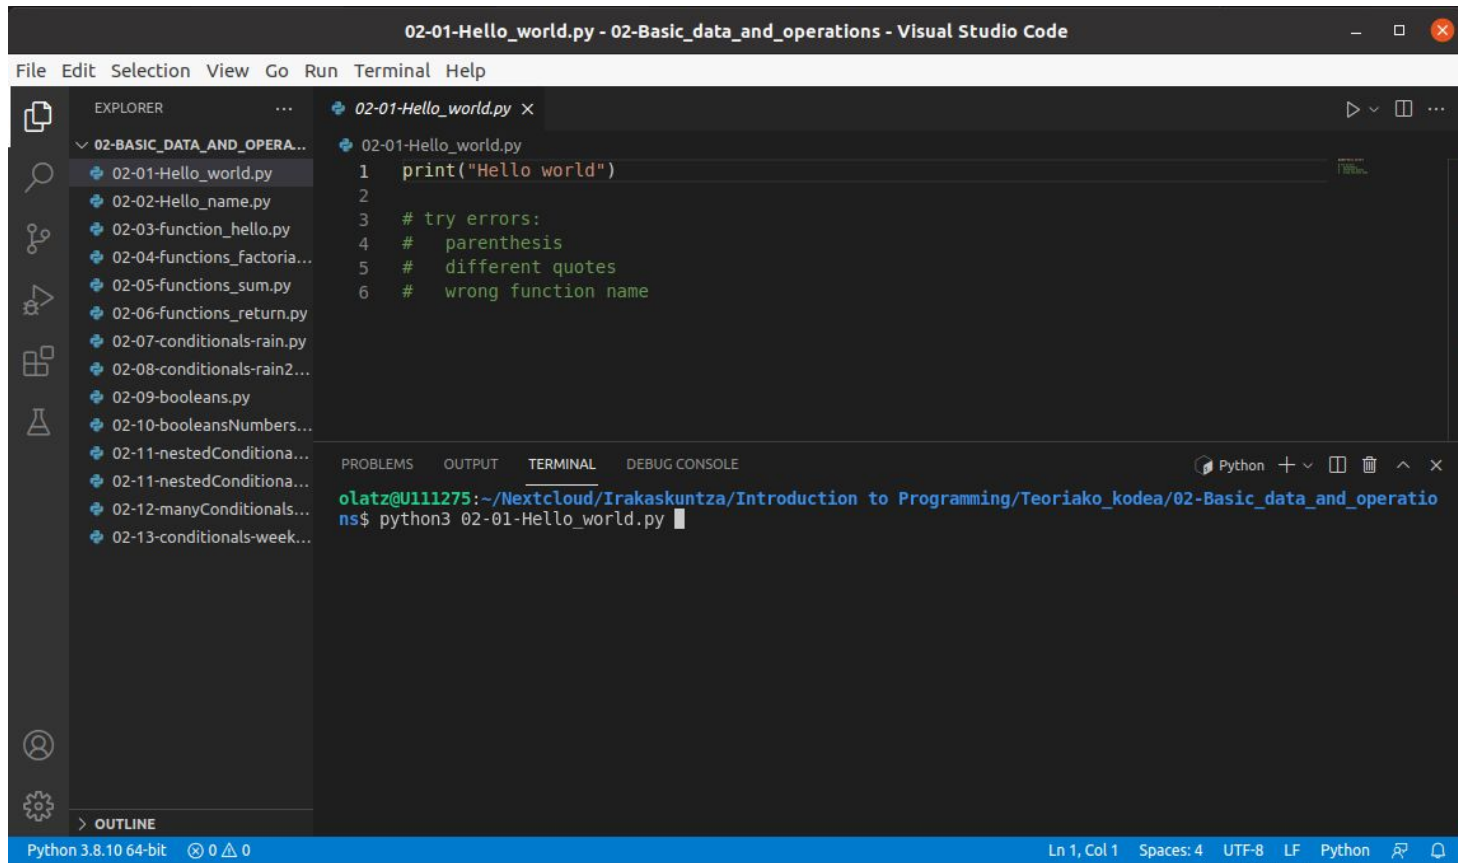 02-01-Hello_world.py - 02-Basic_data_and_operations - Visual Studio Code
File Edit Selection View Go Run Terminal Help
EXPLORER ...
02-BASIC_DATA_AND_OPERA...
02-01-Hello_world.py
02-02-Hello_name.py
02-03-function_hello.py
02-04-functions_factoria...
02-05-functions_sum.py
02-06-functions_return.py
02-07-conditionals-rain.py
02-08-conditionals-rain2...
02-09-booleans.py
02-10-booleansNumbers...
02-11-nestedConditiona...
02-11-nestedConditiona...
02-12-manyConditionals...
02-13-conditionals-week...
OUTLINE
02-01-Hello_world.py
02-01-Hello_world.py
1 print("Hello world")
2
3 # try errors:
4 #   parenthesis
5 #   different quotes
6 #   wrong function name
PROBLEMS OUTPUT TERMINAL DEBUG CONSOLE Python
olatz@U111275:~/Nextcloud/Irakaskuntza/Introduction to Programming/Teoriako_kodea/02-Basic_data_and_operatio
ns$ python3 02-01-Hello_world.py
Python 3.8.10 64-bit 0 0 Ln 1, Col 1 Spaces: 4 UTF-8 LF Python